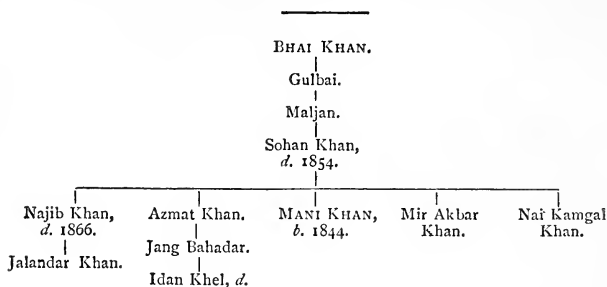 BHAI KHAN.
Gulbai.
Maljan.
Sohan Khan,
d. 1854.
Najib Khan, Azmat Khan. MANI KHAN, Mir Akbar Nai Kamgal
d. 1866. b. 1844. Khan. Khan.
Jang Bahadar.
Jalandar Khan.
Idan Khel, d.